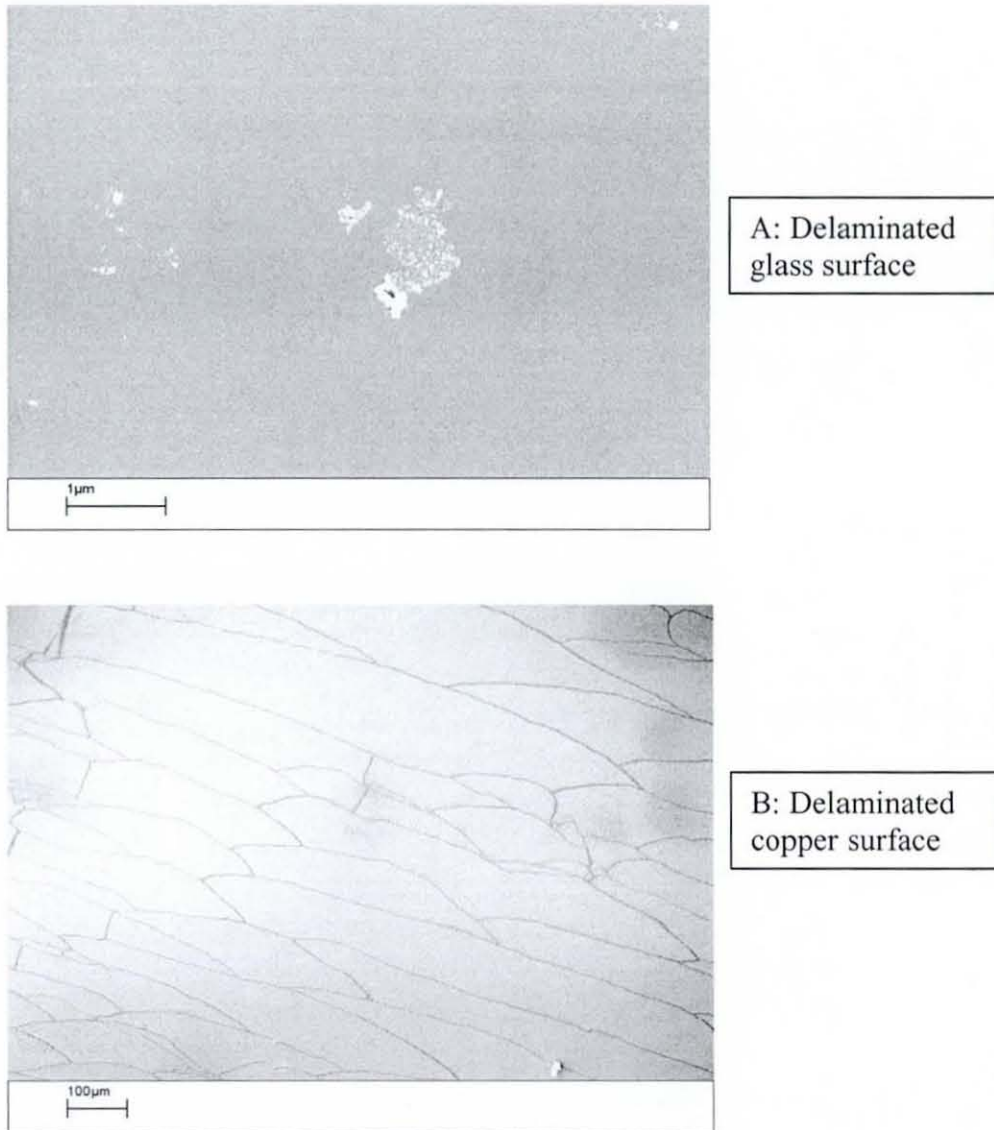 A: Delaminated
glass surface
1µm
B: Delaminated
copper surface
100µm